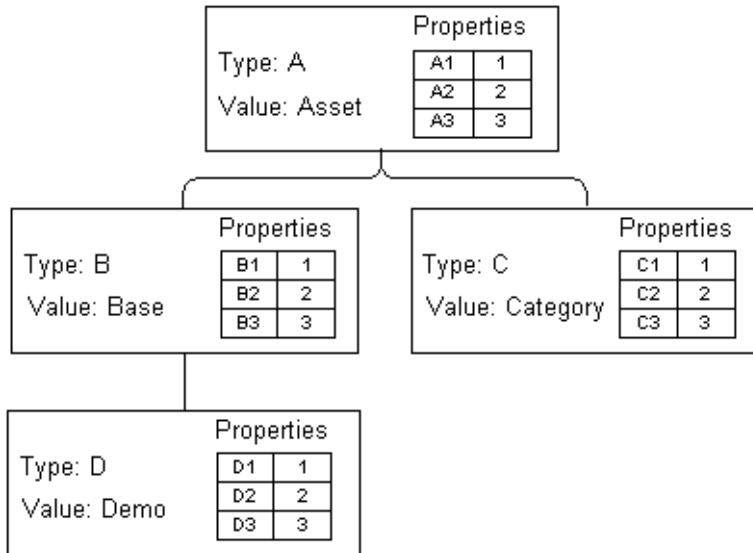 Properties
Type: A
Value: Asset
A1 1
A2 2
A3 3
Properties
Type: B
Value: Base
B1 1
B2 2
B3 3
Properties
Type: C
Value: Category
C1 1
C2 2
C3 3
Properties
Type: D
Value: Demo
D1 1
D2 2
D3 3